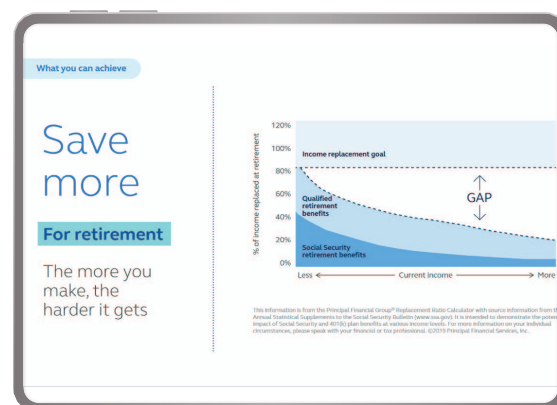 What you can achieve
Save
more
For retirement
The more you
make, the
harder it gets
% of income replaced at retirement
120%
100%
80%
60%
40%
20%
0%
Income replacement goal
GAP
Qualified
retirement
benefits
Social Security
retirement benefits
Less
Current income
More
This information is from the Principal Financial Group® Replacement Ratio Calculator with source information from
Annual Statistical Supplements to the Social Security Bulletin (www.ssa.gov). It is intended to demonstrate the
impact of Social Security and 401(k) plan benefits at various income levels. For more information on your individual
circumstances, please speak with your financial or tax professional. ©2019 Principal Financial Services, Inc.